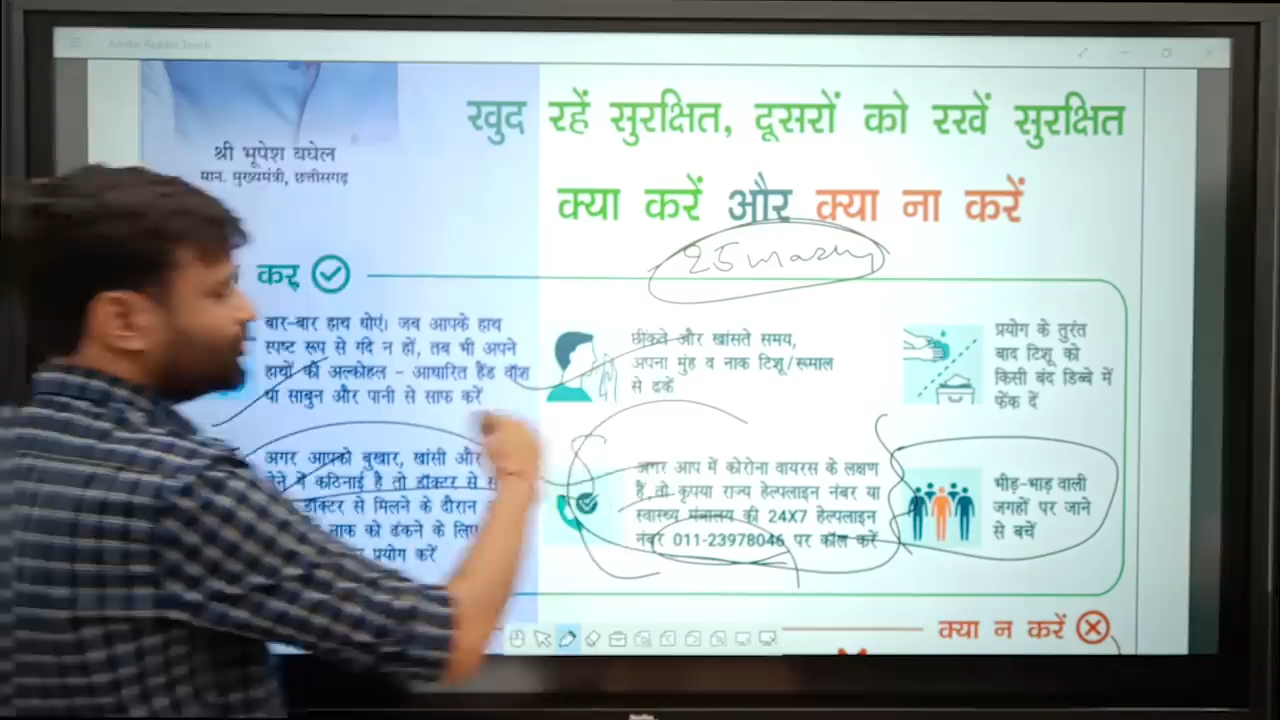 Adobe Reader Touch
श्री भूपेश बघेल
मान. मुख्यमंत्री, छत्तीसगढ़
खुद रहें सुरक्षित, दूसरों को रखें सुरक्षित
क्या करें और क्या ना करें
25 march
बार-बार हाथ धोएं। जब आपके हाथ
स्पष्ट रूप से गंदे न हों, तब भी अपने
हाथों को अल्कोहल - आधारित हैंड वॉश
या साबुन और पानी से साफ करें
छींकते और खांसते समय,
अपना मुंह व नाक टिशू/रूमाल
से ढकें
प्रयोग के तुरंत
बाद टिशू को
किसी बंद डिब्बे में
फेंक दें
अगर आपको बुखार, खांसी और
में कठिनाई है तो डॉक्टर से
डॉक्टर से मिलने के दौरान
नाक को ढंकने के लिए
प्रयोग करें
अगर आप में कोरोना वायरस के लक्षण
हैं, तो कृपया राज्य हेल्पलाइन नंबर या
स्वास्थ्य मंत्रालय की 24X7 हेल्पलाइन
नंबर 011-23978046 पर कॉल करें
भीड़-भाड़ वाली
जगहों पर जाने
से बचें
क्या न करें